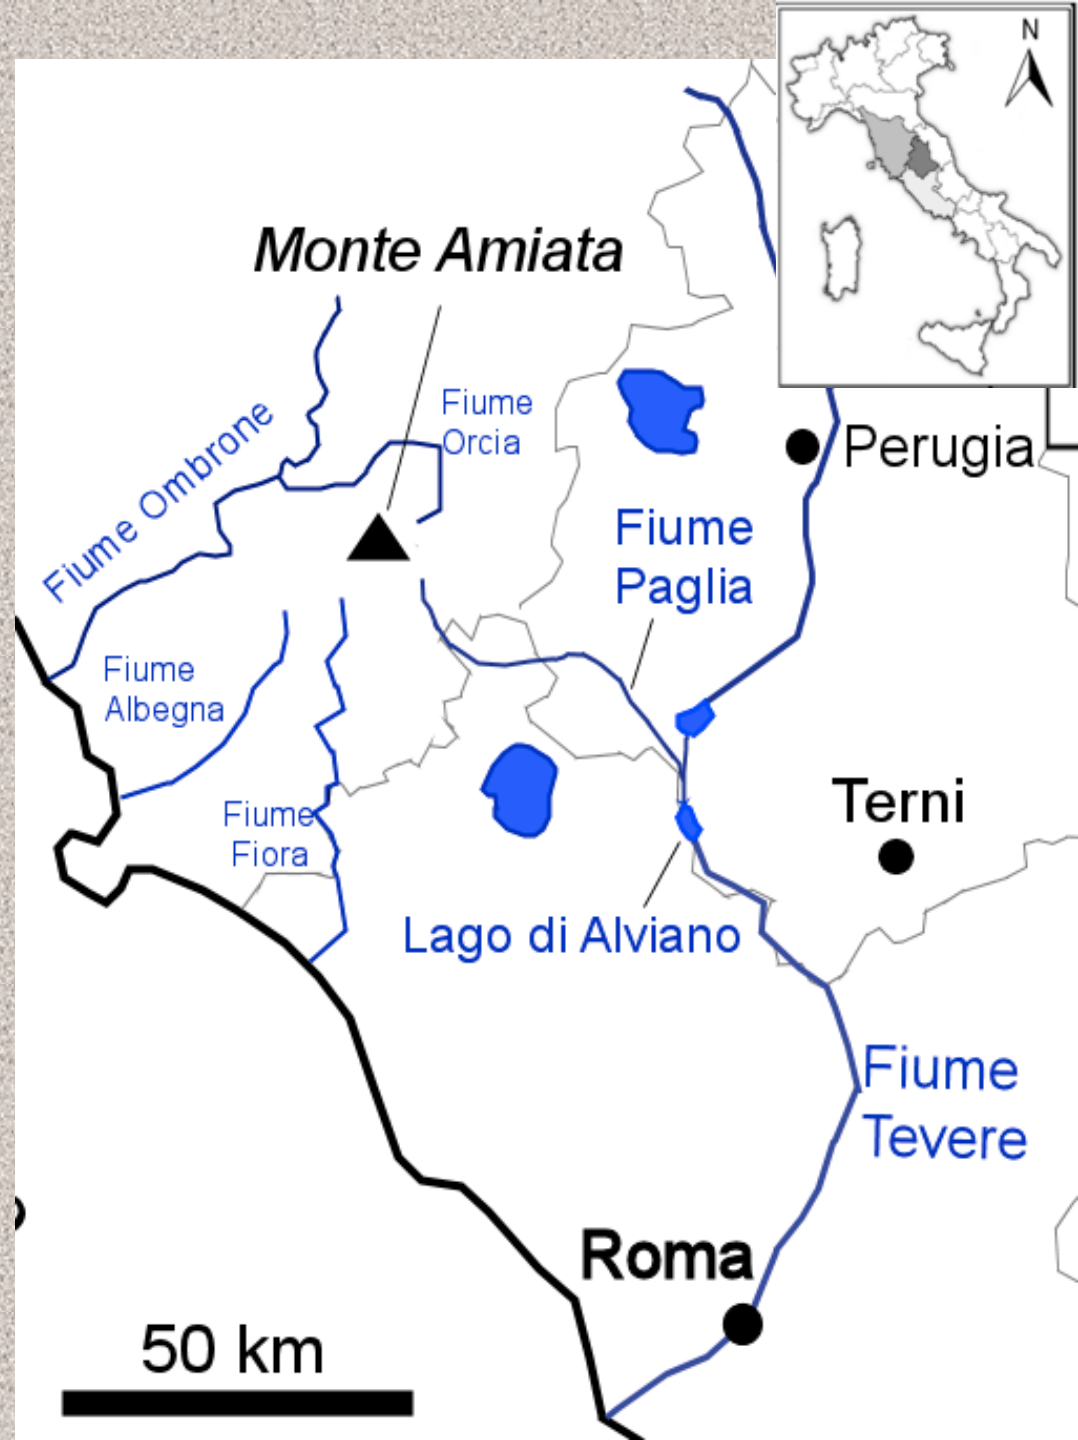 N
Monte Amiata
Fiume
Orcia
Fiume Ombrone
Perugia
Fiume
Paglia
Fiume
Albegna
Terni
Fiume
Fiora
Lago di Alviano
Fiume
Tevere
Roma
50 km